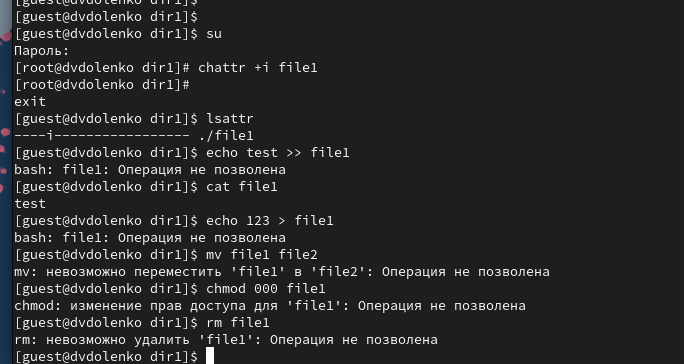 [guest@dvdolenko dir1]$
[guest@dvdolenko dir1]$
[guest@dvdolenko dir1]$ su
Пароль:
[root@dvdolenko dir1]# chattr +i file1
[root@dvdolenko dir1]#
exit
[guest@dvdolenko dir1]$ lsattr
----i----------------- ./file1
[guest@dvdolenko dir1]$ echo test >> file1
bash: file1: Операция не позволена
[guest@dvdolenko dir1]$ cat file1
test
[guest@dvdolenko dir1]$ echo 123 > file1
bash: file1: Операция не позволена
[guest@dvdolenko dir1]$ mv file1 file2
mv: невозможно переместить 'file1' в 'file2': Операция не позволена
[guest@dvdolenko dir1]$ chmod 000 file1
chmod: изменение прав доступа для 'file1': Операция не позволена
[guest@dvdolenko dir1]$ rm file1
rm: невозможно удалить 'file1': Операция не позволена
[guest@dvdolenko dir1]$